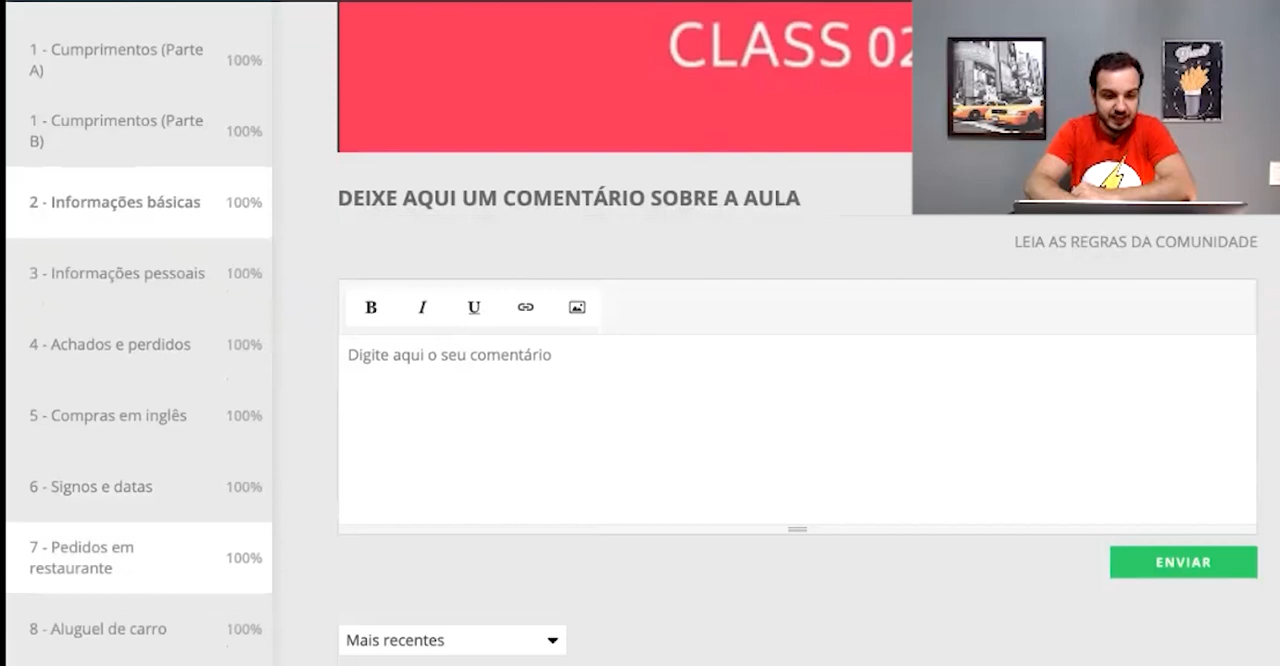 1 - Cumprimentos (Parte
A)
100%
1 - Cumprimentos (Parte
B)
100%
2 - Informações básicas 100%
3 - Informações pessoais 100%
4 - Achados e perdidos 100%
5 - Compras em inglês 100%
6 - Signos e datas 100%
7 - Pedidos em
restaurante
100%
8 - Aluguel de carro 100%
CLASS 02
DEIXE AQUI UM COMENTÁRIO SOBRE A AULA
LEIA AS REGRAS DA COMUNIDADE
B I U
Digite aqui o seu comentário
ENVIAR
Mais recentes